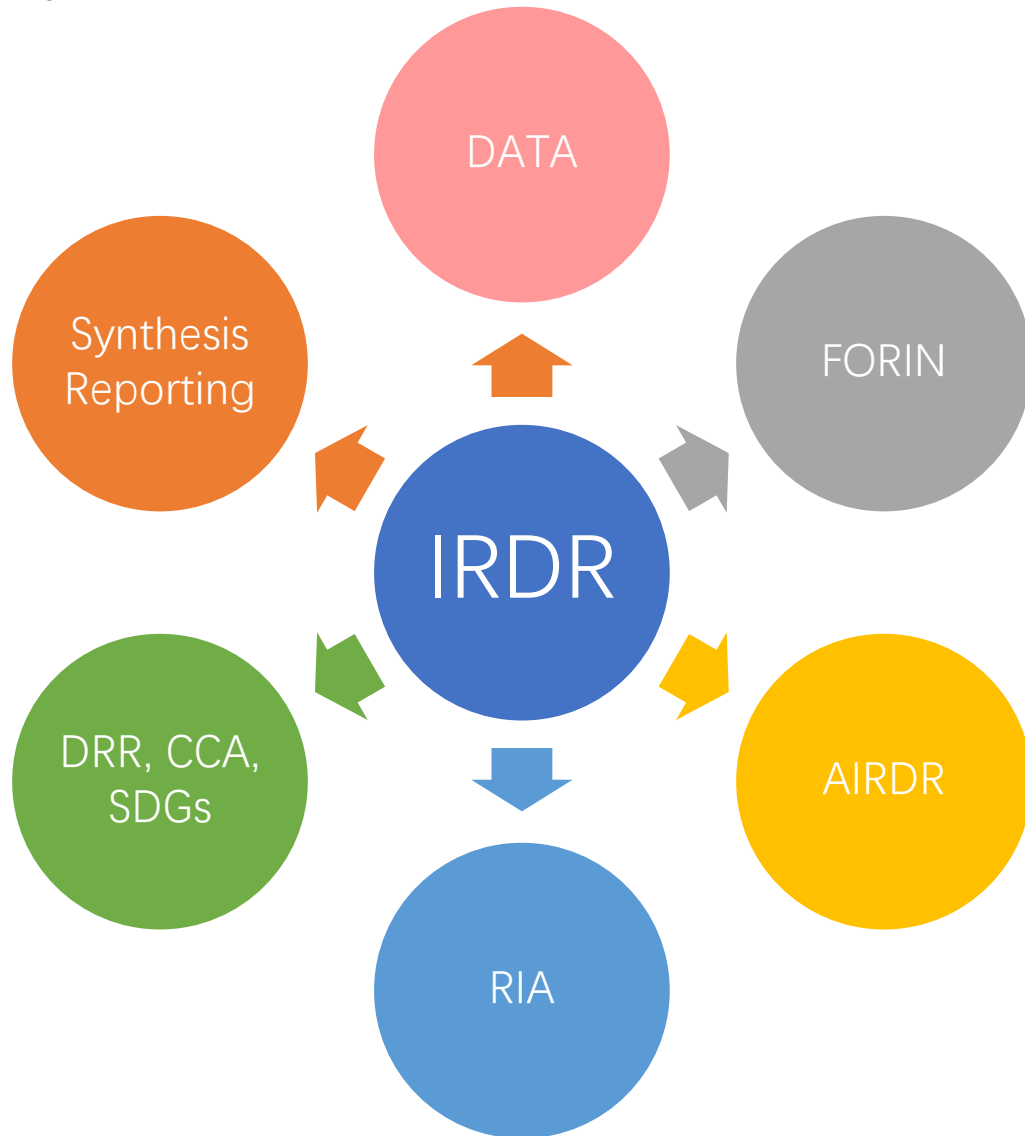 DATA
Synthesis
Reporting
FORIN
IRDR
DRR, CCA,
SDGs
AIRDR
RIA